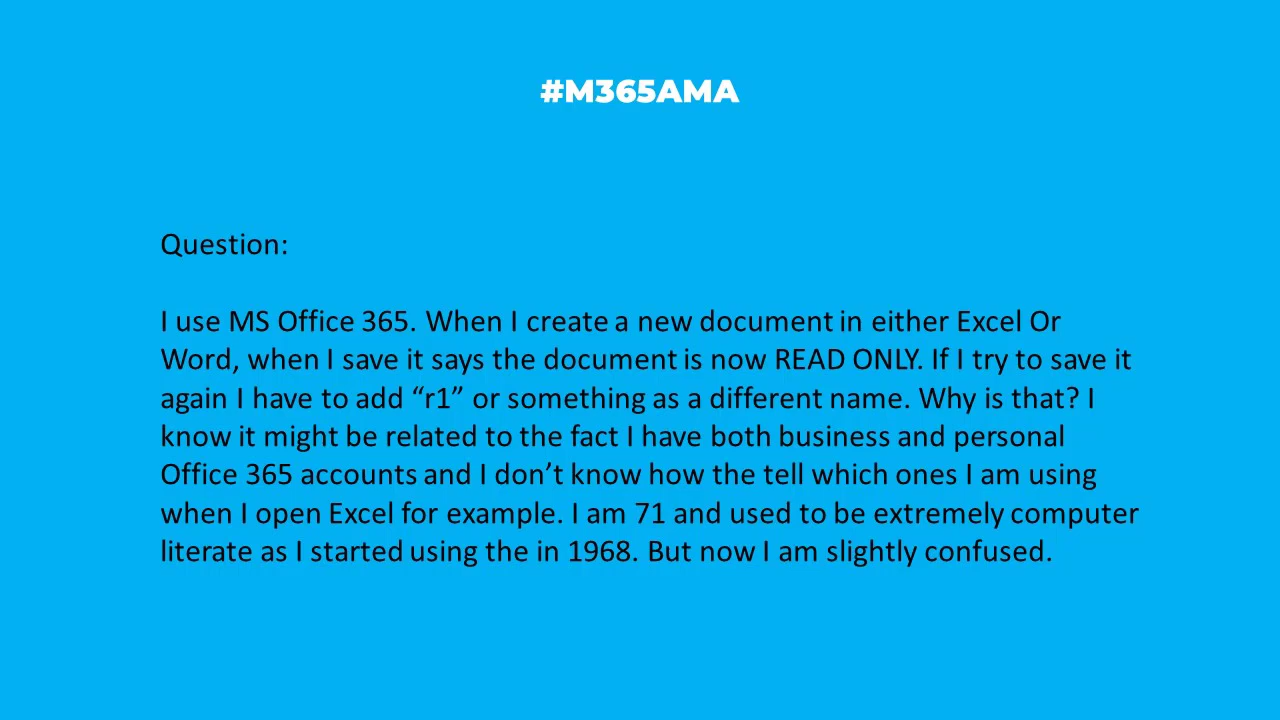 #M365AMA
Question:
I use MS Office 365. When I create a new document in either Excel Or
Word, when I save it says the document is now READ ONLY. If I try to save it
again I have to add “r1” or something as a different name. Why is that? I
know it might be related to the fact I have both business and personal
Office 365 accounts and I don’t know how the tell which ones I am using
when I open Excel for example. I am 71 and used to be extremely computer
literate as I started using the in 1968. But now I am slightly confused.